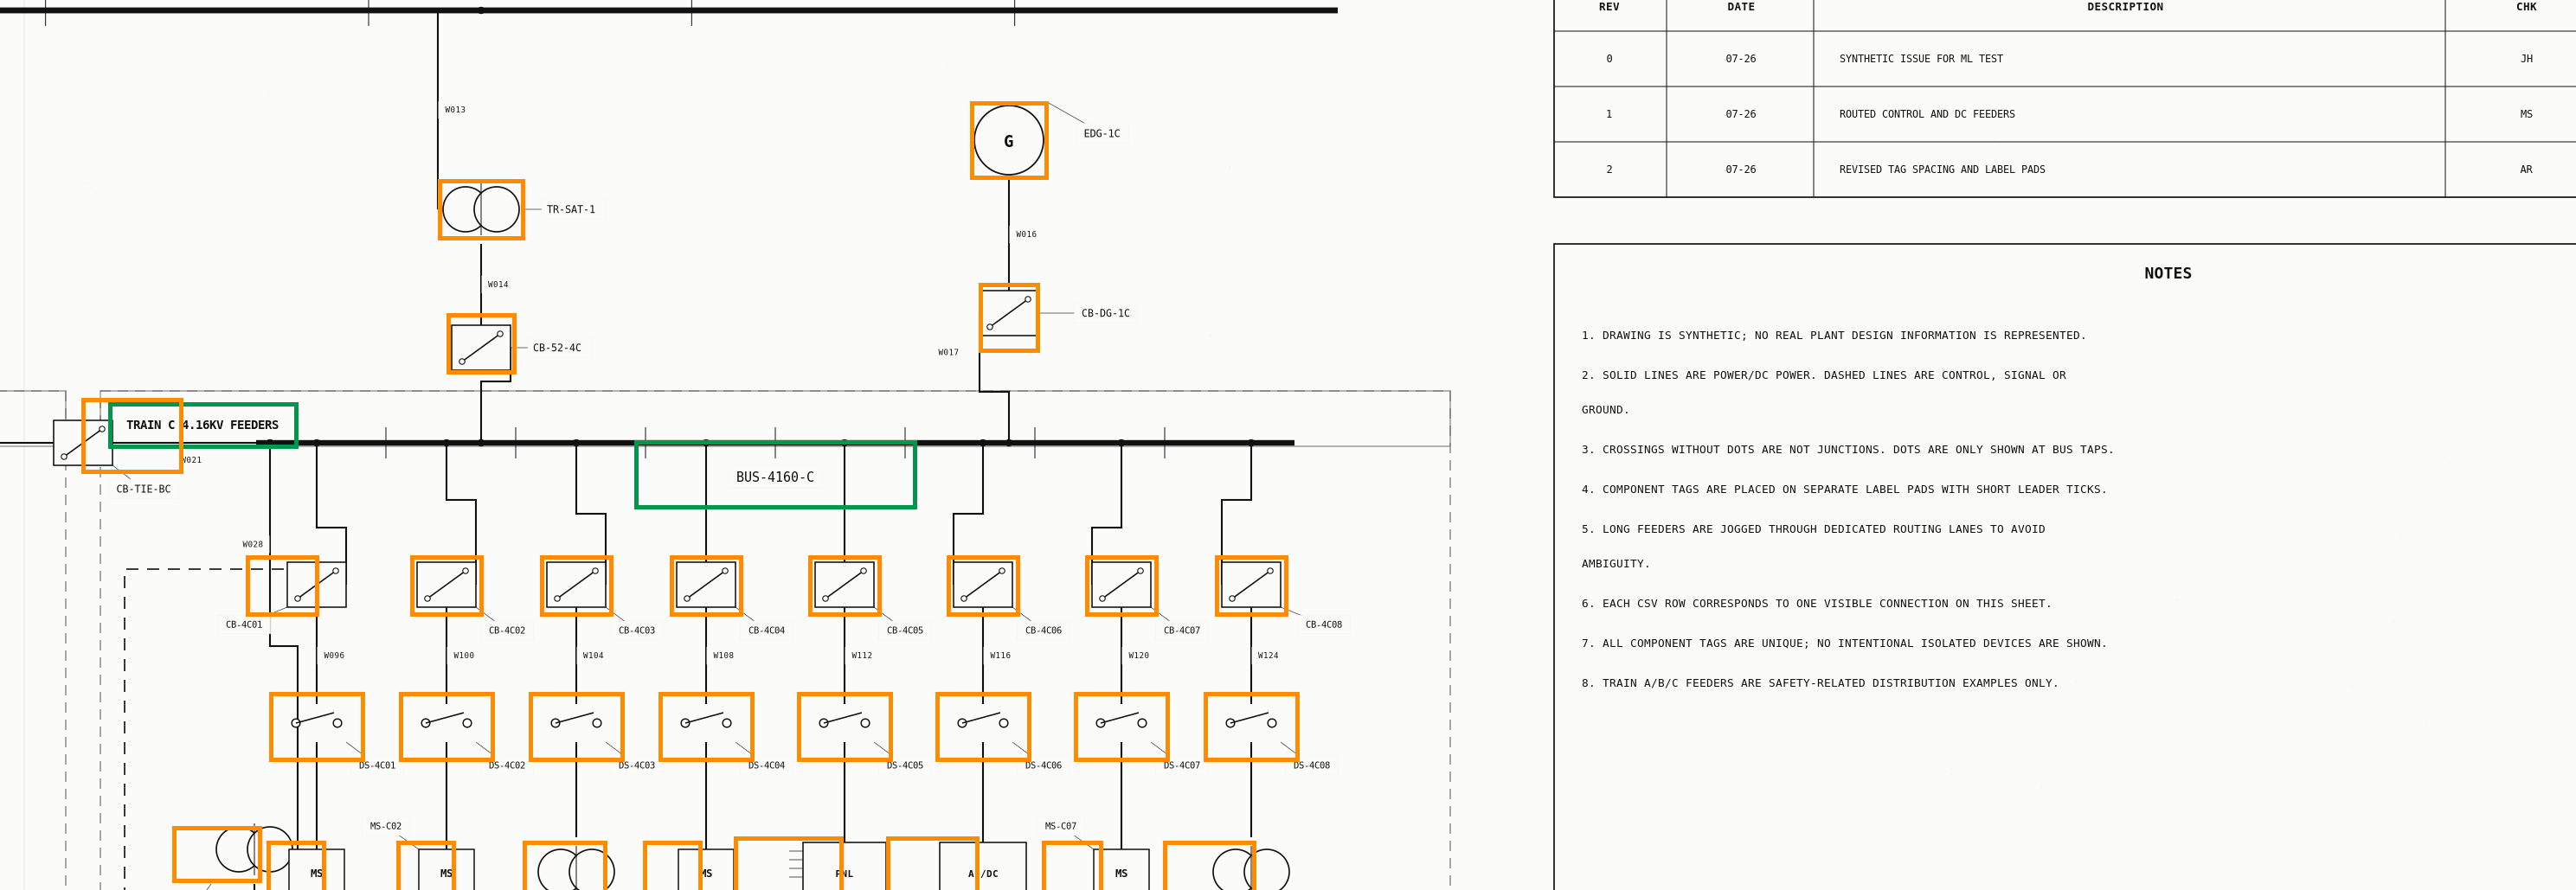 REV DATE DESCRIPTION CHK
0 07-26 SYNTHETIC ISSUE FOR ML TEST JH
1 07-26 ROUTED CONTROL AND DC FEEDERS MS
2 07-26 REVISED TAG SPACING AND LABEL PADS AR
W013
EDG-1C
G
TR-SAT-1
W016
NOTES
W014
CB-DG-1C
1. DRAWING IS SYNTHETIC; NO REAL PLANT DESIGN INFORMATION IS REPRESENTED.
CB-52-4C
W017
2. SOLID LINES ARE POWER/DC POWER. DASHED LINES ARE CONTROL, SIGNAL OR
GROUND.
3. CROSSINGS WITHOUT DOTS ARE NOT JUNCTIONS. DOTS ARE ONLY SHOWN AT BUS TAPS.
4. COMPONENT TAGS ARE PLACED ON SEPARATE LABEL PADS WITH SHORT LEADER TICKS.
5. LONG FEEDERS ARE JOGGED THROUGH DEDICATED ROUTING LANES TO AVOID
AMBIGUITY.
6. EACH CSV ROW CORRESPONDS TO ONE VISIBLE CONNECTION ON THIS SHEET.
7. ALL COMPONENT TAGS ARE UNIQUE; NO INTENTIONAL ISOLATED DEVICES ARE SHOWN.
8. TRAIN A/B/C FEEDERS ARE SAFETY-RELATED DISTRIBUTION EXAMPLES ONLY.
TRAIN C 4.16KV FEEDERS
W021
CB-TIE-BC
BUS-4160-C
W028
CB-4C01 CB-4C02 CB-4C03 CB-4C04 CB-4C05 CB-4C06 CB-4C07 CB-4C08
W096 W100 W104 W108 W112 W116 W120 W124
DS-4C01 DS-4C02 DS-4C03 DS-4C04 DS-4C05 DS-4C06 DS-4C07 DS-4C08
MS-C02 MS-C07
MS MS MS PNL AC/DC MS